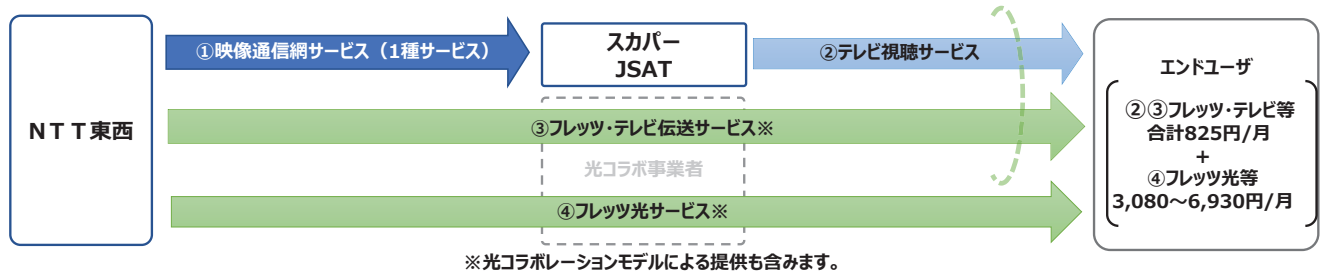 NTT東西
①映像通信網サービス（1種サービス）
スカパー
JSAT
②テレビ視聴サービス
③フレッツ・テレビ伝送サービス※
光コラボ事業者
④フレッツ光サービス※
エンドユーザ
②③フレッツ・テレビ等
合計825円/月
+
④フレッツ光等
3,080～6,930円/月
※光コラボレーションモデルによる提供も含みます。